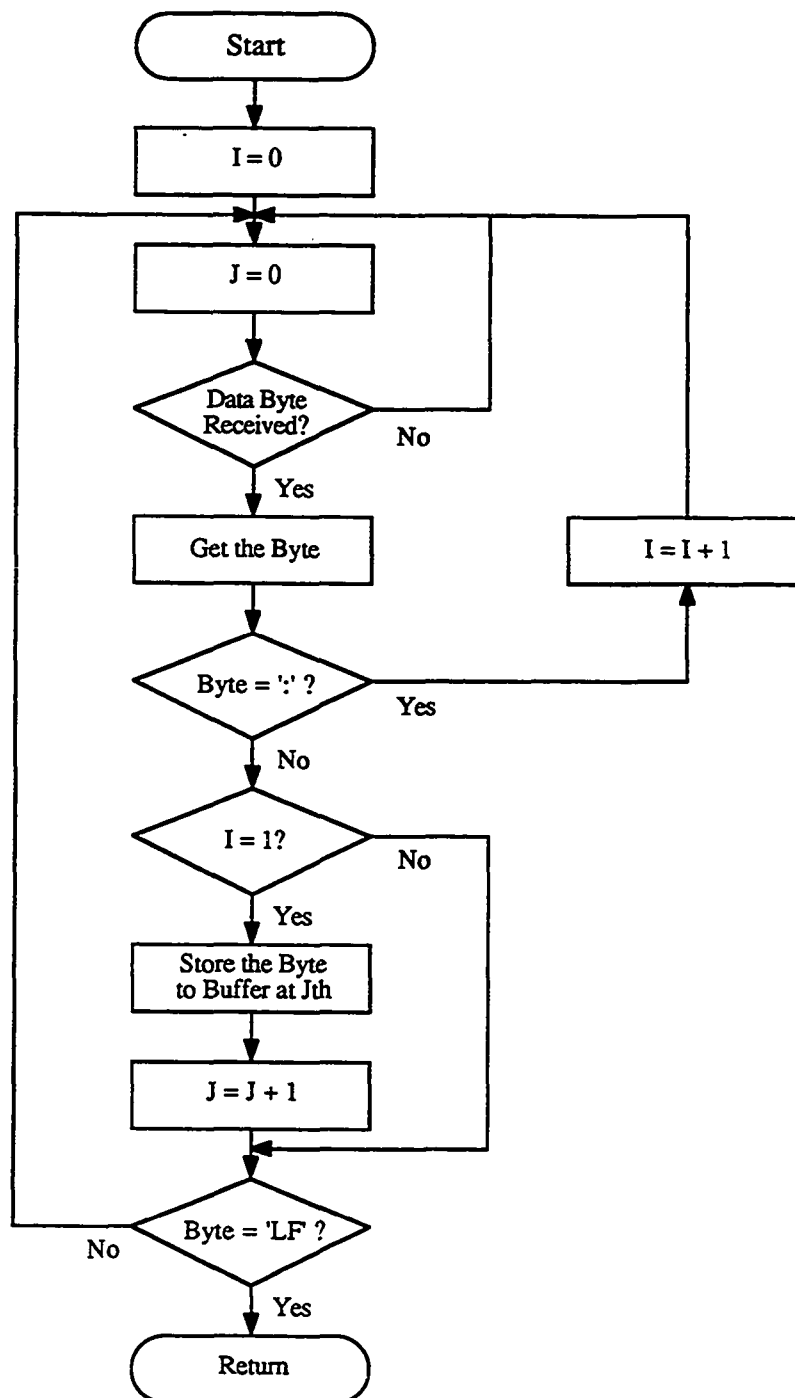 Start
I = 0
J = 0
Data Byte
Received?
No
Yes
Get the Byte
I = I + 1
Byte = ':' ?
Yes
No
I = 1?
No
Yes
Store the Byte
to Buffer at Jth
J = J + 1
Byte = 'LF' ?
No
Yes
Return